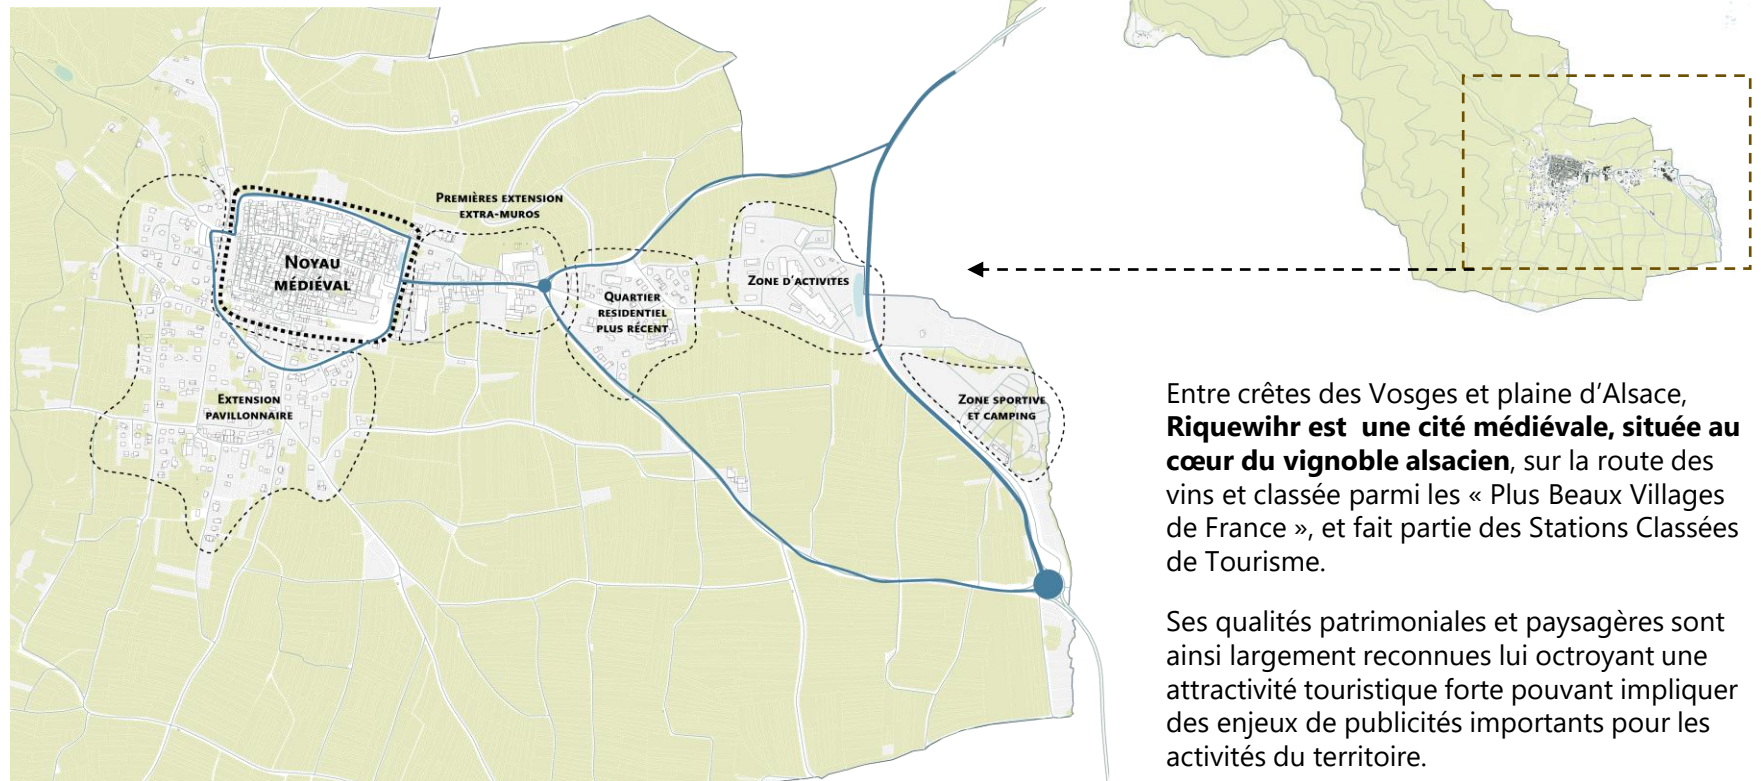 PREMIÈRES EXTENSION
EXTRA-MUROS
NOYAU
MÉDIÉVAL
ZONE D'ACTIVITES
QUARTIER
RESIDENTIEL
PLUS RÉCENT
EXTENSION
PAVILLONNAIRE
ZONE SPORTIVE
ET CAMPING
Entre crêtes des Vosges et plaine d'Alsace,
Riquewihr est une cité médiévale, située au
cœur du vignoble alsacien, sur la route des
vins et classée parmi les « Plus Beaux Villages
de France », et fait partie des Stations Classées
de Tourisme.
Ses qualités patrimoniales et paysagères sont
ainsi largement reconnues lui octroyant une
attractivité touristique forte pouvant impliquer
des enjeux de publicités importants pour les
activités du territoire.